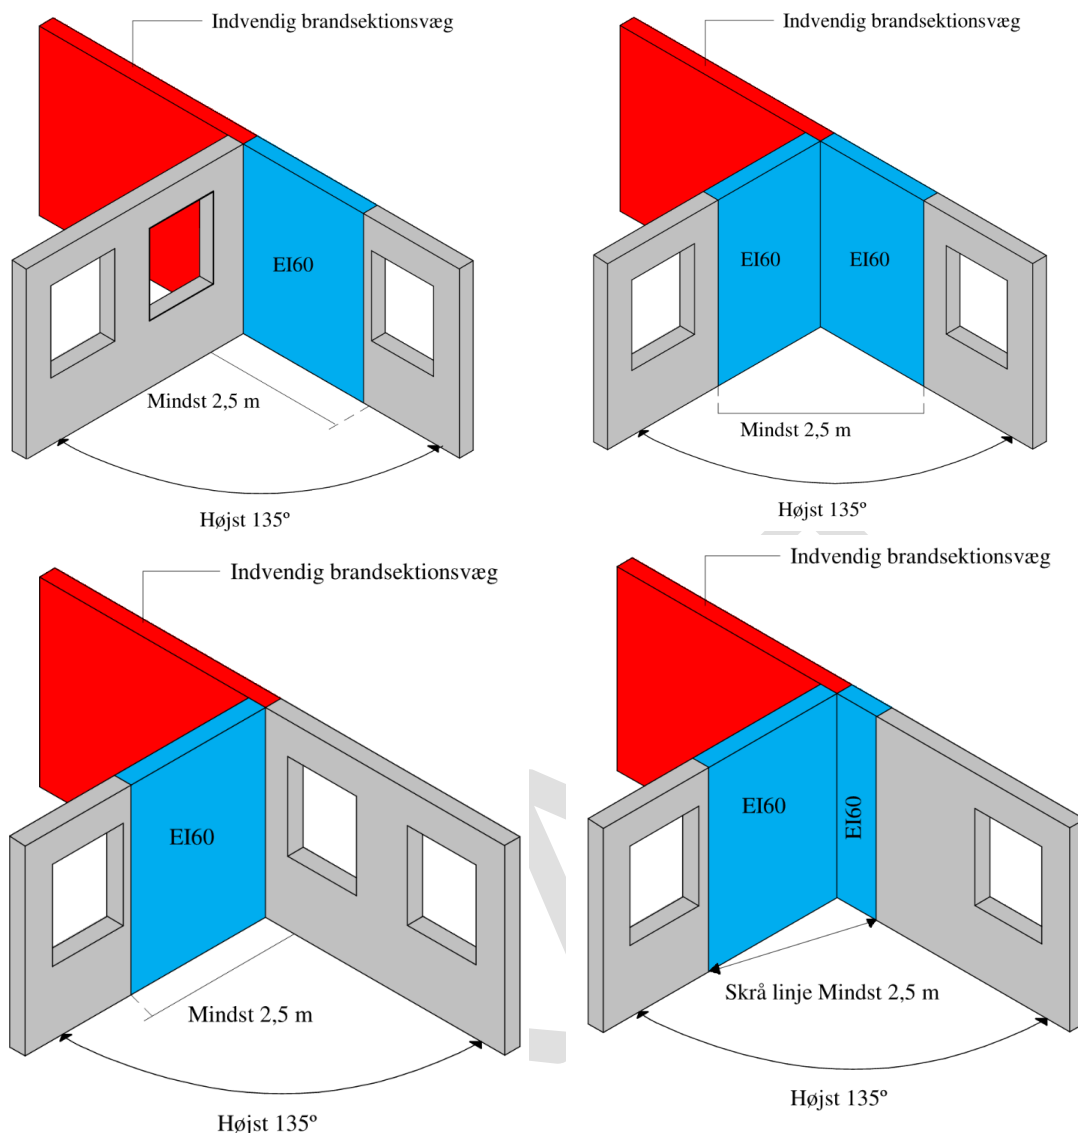 Indvendig brandsektionsvæg
EI60
Mindst 2,5 m
Højst 135º
Indvendig brandsektionsvæg
EI60
EI60
Mindst 2,5 m
Højst 135º
Indvendig brandsektionsvæg
EI60
Mindst 2,5 m
Højst 135º
Indvendig brandsektionsvæg
EI60
EI60
Skrå linje Mindst 2,5 m
Højst 135º